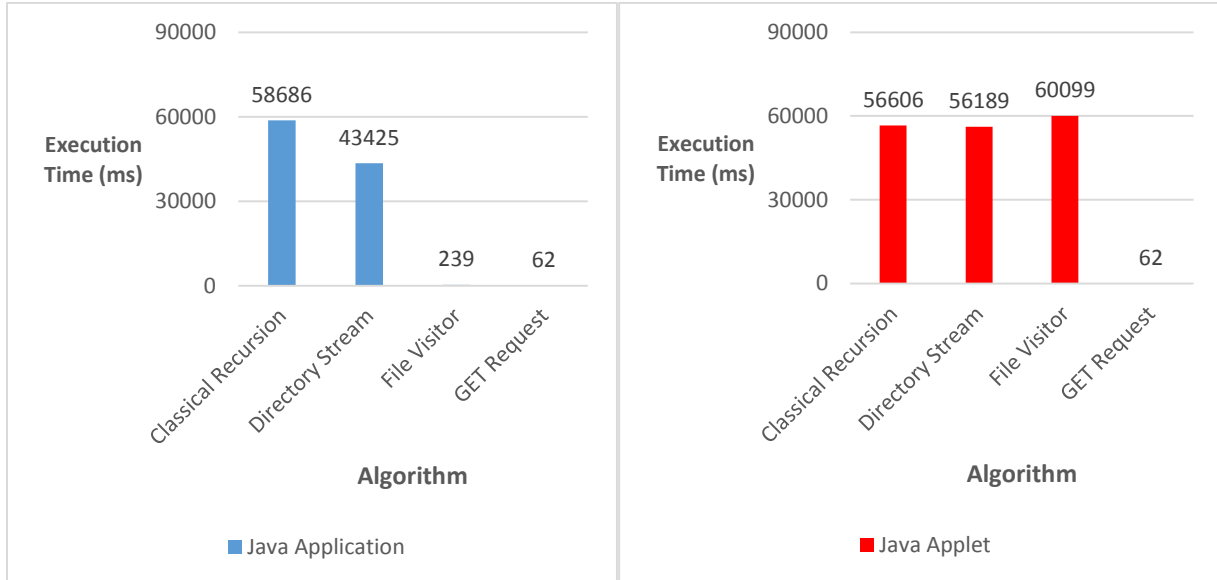 90000
60000
30000
0
Execution
Time (ms)
58686
43425
239
62
Classical Recursion
Directory Stream
File Visitor
GET Request
Algorithm
Java Application
90000
60000
30000
0
Execution
Time (ms)
56606
56189
60099
62
Classical Recursion
Directory Stream
File Visitor
GET Request
Algorithm
Java Applet